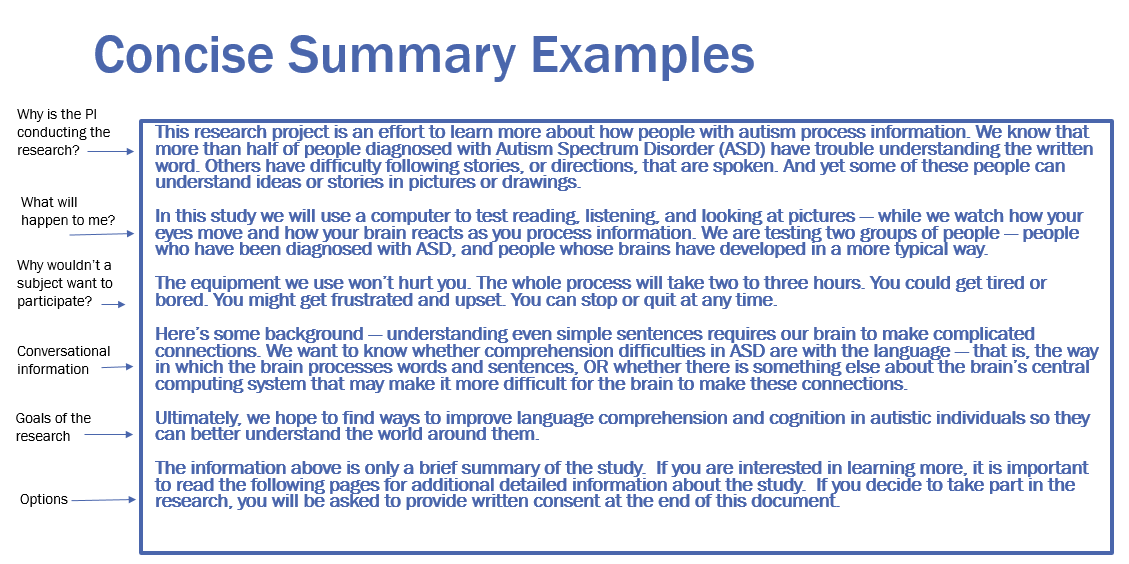 Concise Summary Examples
Why is the PI
conducting the
research?
This research project is an effort to learn more about how people with autism process information. We know that
more than half of people diagnosed with Autism Spectrum Disorder (ASD) have trouble understanding the written
word. Others have difficulty following stories, or directions, that are spoken. And yet some of these people can
understand ideas or stories in pictures or drawings.
What will
happen to me?
In this study we will use a computer to test reading, listening, and looking at pictures — while we watch how your
eyes move and how your brain reacts as you process information. We are testing two groups of people — people
who have been diagnosed with ASD, and people whose brains have developed in a more typical way.
Why wouldn't a
subject want to
participate?
The equipment we use won't hurt you. The whole process will take two to three hours. You could get tired or
bored. You might get frustrated and upset. You can stop or quit at any time.
Conversational
information
Here's some background — understanding even simple sentences requires our brain to make complicated
connections. We want to know whether comprehension difficulties in ASD are with the language — that is, the way
in which the brain processes words and sentences, OR whether there is something else about the brain's central
computing system that may make it more difficult for the brain to make these connections.
Goals of the
research
Ultimately, we hope to find ways to improve language comprehension and cognition in autistic individuals so they
can better understand the world around them.
Options
The information above is only a brief summary of the study.  If you are interested in learning more, it is important
to read the following pages for additional detailed information about the study.  If you decide to take part in the
research, you will be asked to provide written consent at the end of this document.